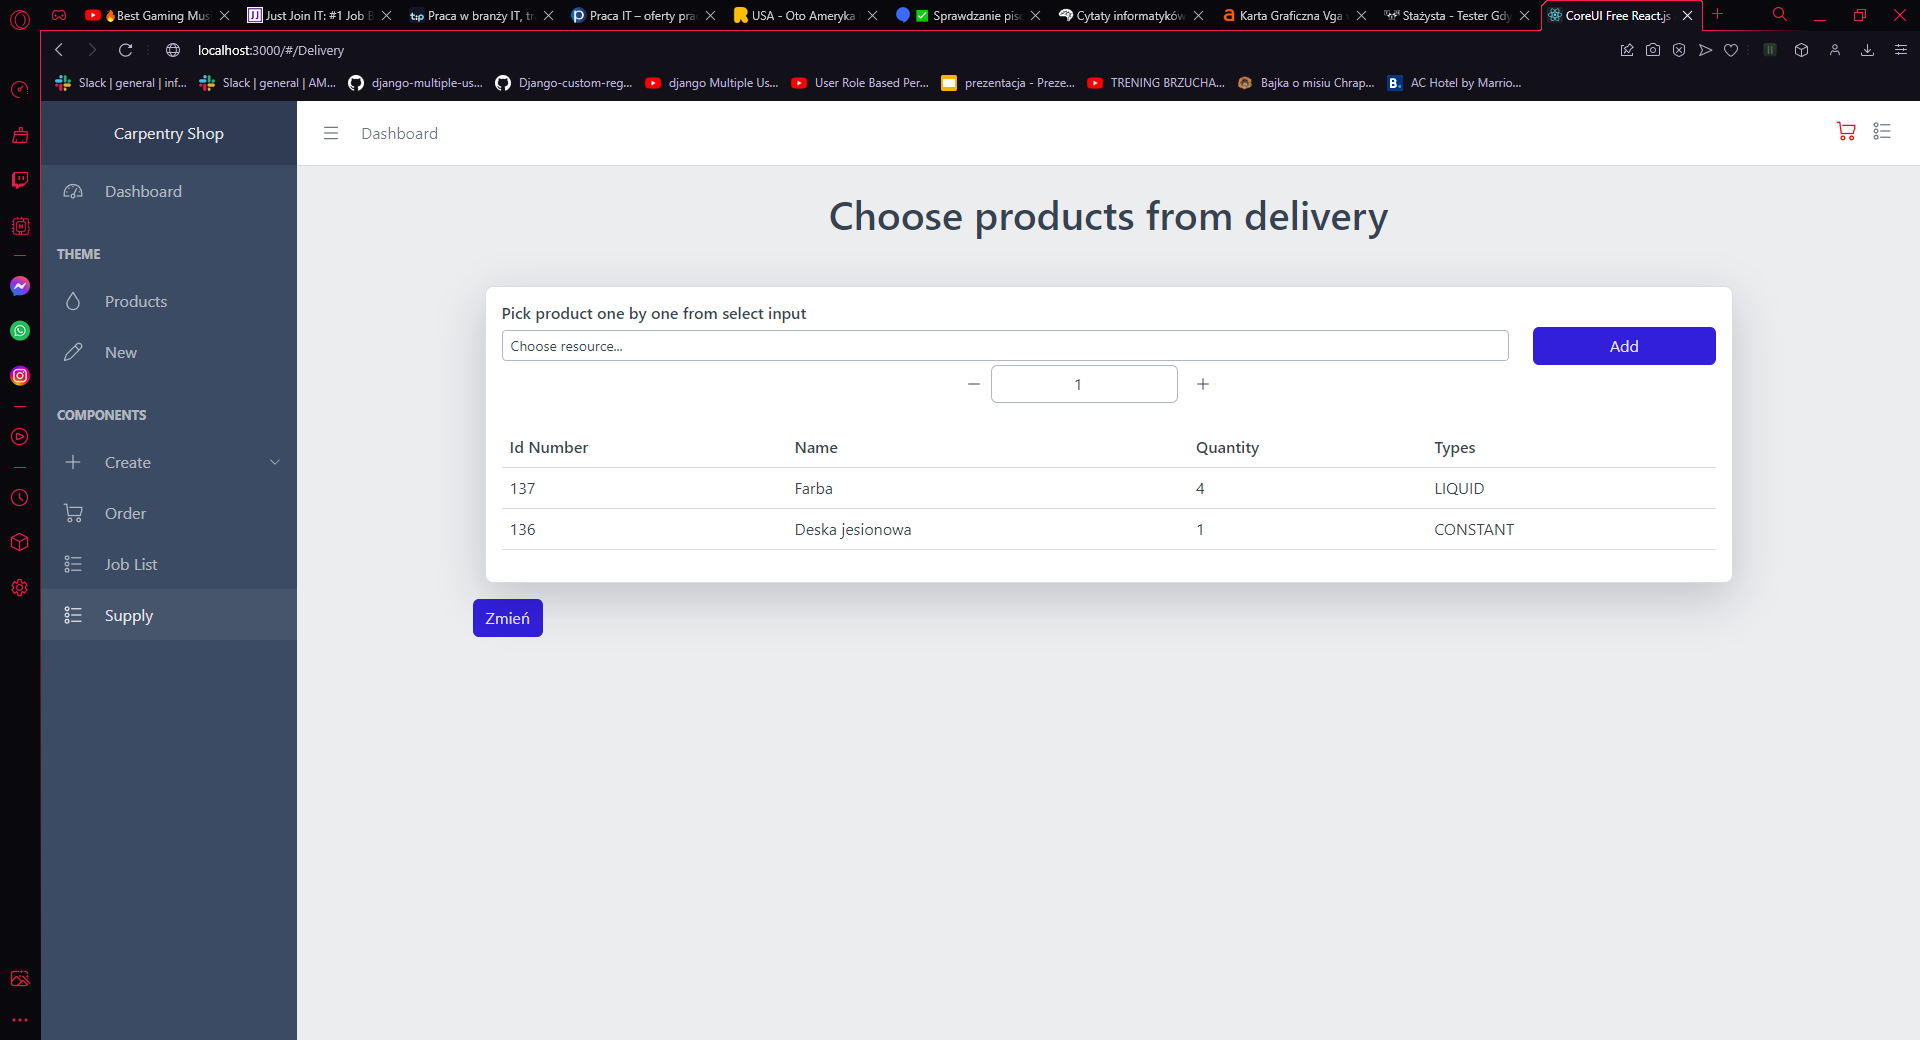 🔥Best Gaming Mus
Just Join IT: #1 Job B
Praca w branży IT, tr
Praca IT – oferty pra
USA - Oto Ameryka
✅ Sprawdzanie piso
Cytaty informatyków
Karta Graficzna Vga
Stażysta - Tester Gdy
CoreUI Free React.js
localhost:3000/#/Delivery
Slack | general | inf...
Slack | general | AM...
django-multiple-us...
Django-custom-reg...
django Multiple Us...
User Role Based Per...
prezentacja - Preze...
TRENING BRZUCHA...
Bajka o misiu Chrap...
B. AC Hotel by Marrio...
Carpentry Shop
Dashboard
Dashboard
THEME
Products
New
COMPONENTS
Create
Order
Job List
Supply
Choose products from delivery
Pick product one by one from select input
Choose resource...
Add
1
Id Number Name Quantity Types
137 Farba 4 LIQUID
136 Deska jesionowa 1 CONSTANT
Zmień